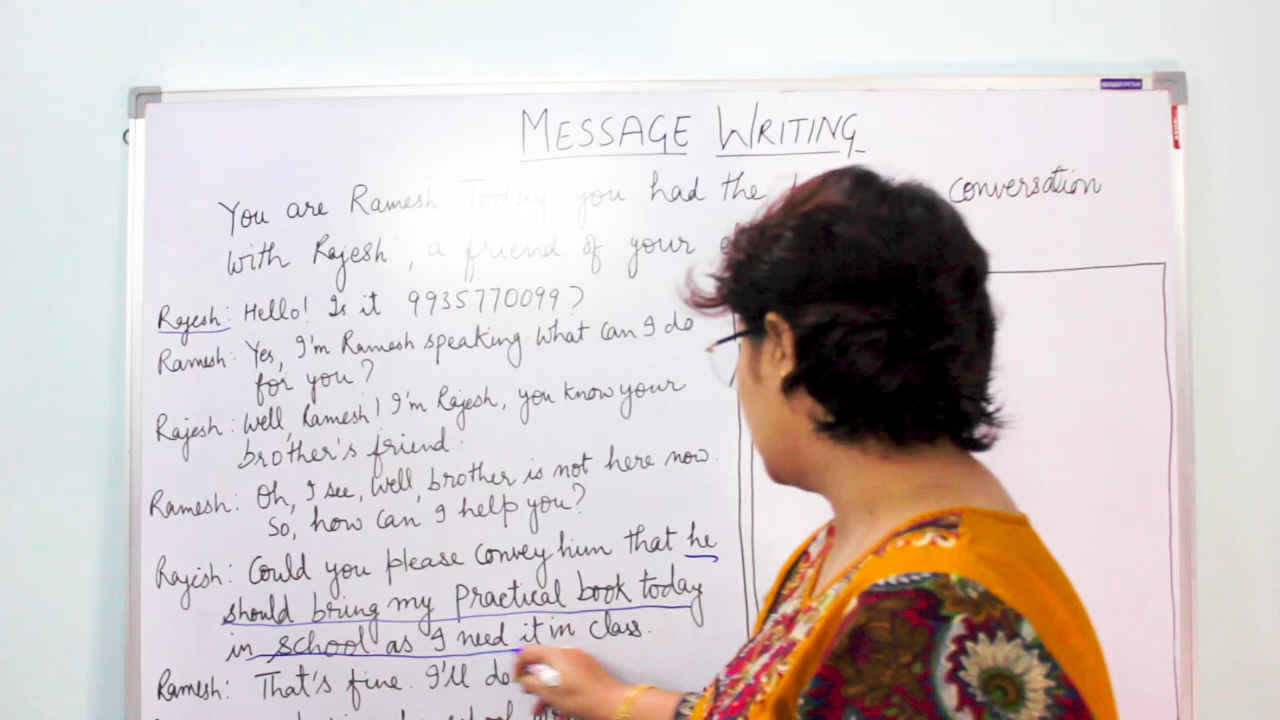 MESSAGE WRITING
You are Ramesh Today you had the conversation
with Rajesh, a friend of your
Rajesh: Hello! Is it 9935770099?
Ramesh: Yes, I'm Ramesh speaking. What can I do
for you?
Rajesh: Well, Ramesh! I'm Rajesh, you know your
brother's friend.
Ramesh: Oh, I see, Well, brother is not here now.
So, how can I help you?
Rajesh: Could you please convey him that he
should bring my Practical book today
in school as I need it in class.
Ramesh: That's fine. I'll do